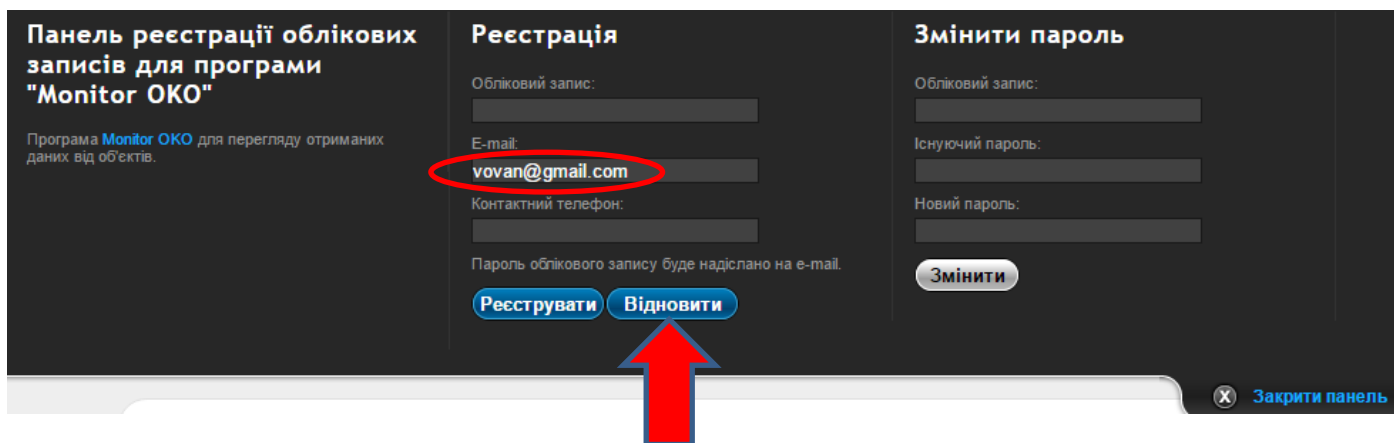 Панель реєстрації облікових
записів для програми
"Monitor OKO"
Програма Monitor OKO для перегляду отриманих
даних від об'єктів.
Реєстрація
Обліковий запис:
E-mail:
vovan@gmail.com
Контактний телефон:
Пароль облікового запису буде надіслано на e-mail.
Реєструвати
Відновити
Змінити пароль
Обліковий запис:
Існуючий пароль:
Новий пароль:
Змінити
X Закрити панель